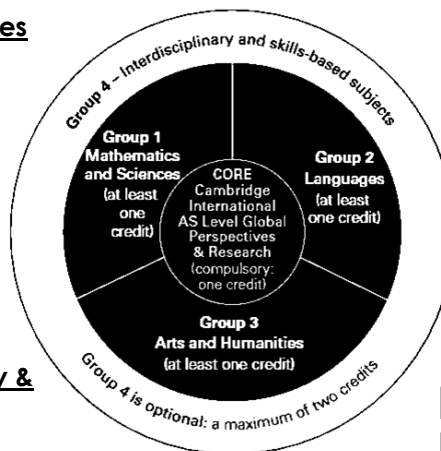 es
Group 4 – Interdisciplinary and skills-based subjects
Group 1
Mathematics
and Sciences
(at least
one
credit)
CORE
Cambridge
International
AS Level Global
Perspectives
& Research
(compulsory:
one credit)
Group 2
Languages
(at least
one credit)
Group 3
Arts and Humanities
(at least one credit)
y &
Group 4 is optional: a maximum of two credits